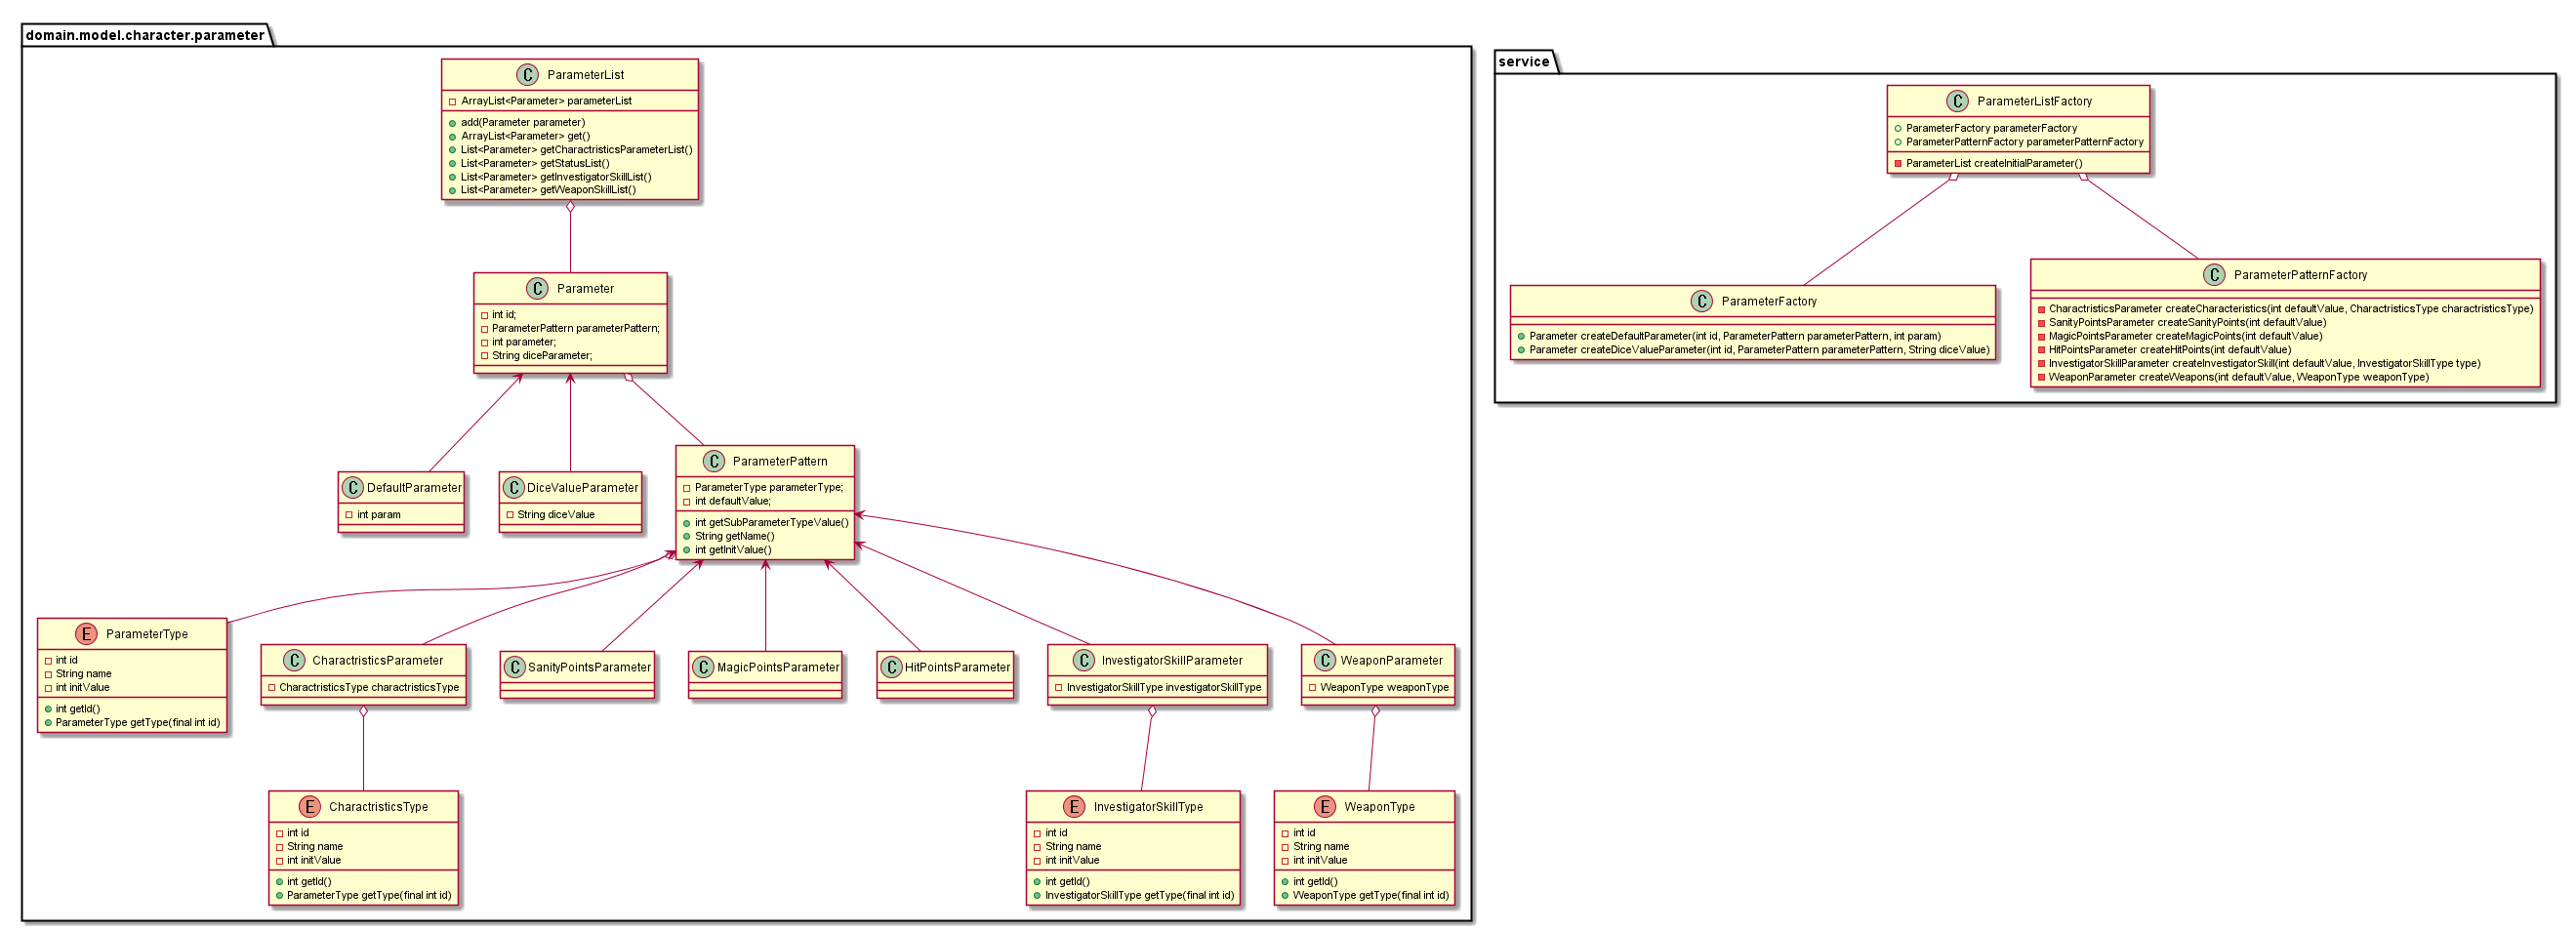 domain.model.character.parameter
C ParameterList
ArrayList<Parameter> parameterList
add(Parameter parameter)
ArrayList<Parameter> get()
List<Parameter> getCharactristicsParameterList()
List<Parameter> getStatusList()
List<Parameter> getInvestigatorSkillList()
List<Parameter> getWeaponSkillList()
C Parameter
int id;
ParameterPattern parameterPattern;
int parameter;
String diceParameter;
C DefaultParameter
int param
C DiceValueParameter
String diceValue
C ParameterPattern
ParameterType parameterType;
int defaultValue;
int getSubParameterTypeValue()
String getName()
int getInitValue()
E ParameterType
int id
String name
int initValue
int getId()
ParameterType getType(final int id)
C CharactristicsParameter
CharactristicsType charactristicsType
C SanityPointsParameter
C MagicPointsParameter
C HitPointsParameter
C InvestigatorSkillParameter
InvestigatorSkillType investigatorSkillType
C WeaponParameter
WeaponType weaponType
E CharactristicsType
int id
String name
int initValue
int getId()
ParameterType getType(final int id)
E InvestigatorSkillType
int id
String name
int initValue
int getId()
InvestigatorSkillType getType(final int id)
E WeaponType
int id
String name
int initValue
int getId()
WeaponType getType(final int id)
service
C ParameterListFactory
ParameterFactory parameterFactory
ParameterPatternFactory parameterPatternFactory
ParameterList createInitialParameter()
C ParameterFactory
Parameter createDefaultParameter(int id, ParameterPattern parameterPattern, int param)
Parameter createDiceValueParameter(int id, ParameterPattern parameterPattern, String diceValue)
C ParameterPatternFactory
CharactristicsParameter createCharacteristics(int defaultValue, CharactristicsType charactristicsType)
SanityPointsParameter createSanityPoints(int defaultValue)
MagicPointsParameter createMagicPoints(int defaultValue)
HitPointsParameter createHitPoints(int defaultValue)
InvestigatorSkillParameter createInvestigatorSkill(int defaultValue, InvestigatorSkillType type)
WeaponParameter createWeapons(int defaultValue, WeaponType weaponType)